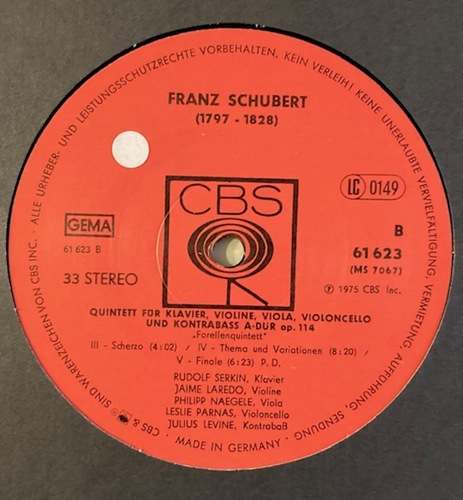 ALLE URHEBER- UND LEISTUNGSSCHUTZRECHTE VORBEHALTEN, KEIN VERLEIH! KEINE UNERLAUBTE VERVIELFÄLTIGUNG, VERMIETUNG, AUFFÜHRUNG, SENDUNG
FRANZ SCHUBERT
(1797 - 1828)
CBS
LC 0149
GEMA
61 623 B
33 STEREO
B
61 623
(MS 7067)
℗ 1975 CBS Inc.
QUINTETT FÜR KLAVIER, VIOLINE, VIOLA, VIOLONCELLO
UND KONTRABASS A-DUR op. 114
„Forellenquintett"
III - Scherzo (4:02) / IV - Thema und Variationen (8:20) /
V - Finale (6:23) P. D.
RUDOLF SERKIN, Klavier
JAIME LAREDO, Violine
PHILIPP NAEGELE, Viola
LESLIE PARNAS, Violoncello
JULIUS LEVINE, Kontrabaß
CBS & SIND WARENZEICHEN VON CBS INC.
MADE IN GERMANY